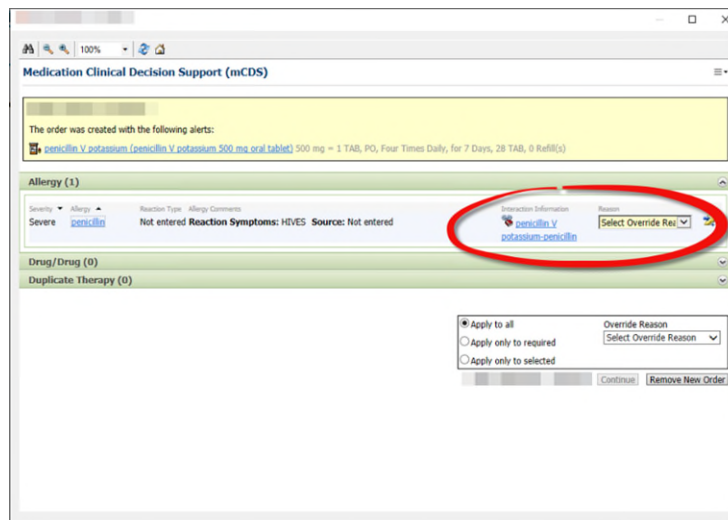 100%
Medication Clinical Decision Support (mCDS)
The order was created with the following alerts:
penicillin V potassium (penicillin V potassium 500 mg oral tablet) 500 mg = 1 TAB, PO, Four Times Daily, for 7 Days, 28 TAB, 0 Refill(s)
Allergy (1)
Severity Allergy Reaction Type Allergy Comments Interaction Information Reason
Severe penicillin Not entered Reaction Symptoms: HIVES Source: Not entered penicillin V Select Override Rea
potassium-penicillin
Drug/Drug (0)
Duplicate Therapy (0)
Apply to all Override Reason
Apply only to required Select Override Reason
Apply only to selected
Continue Remove New Order